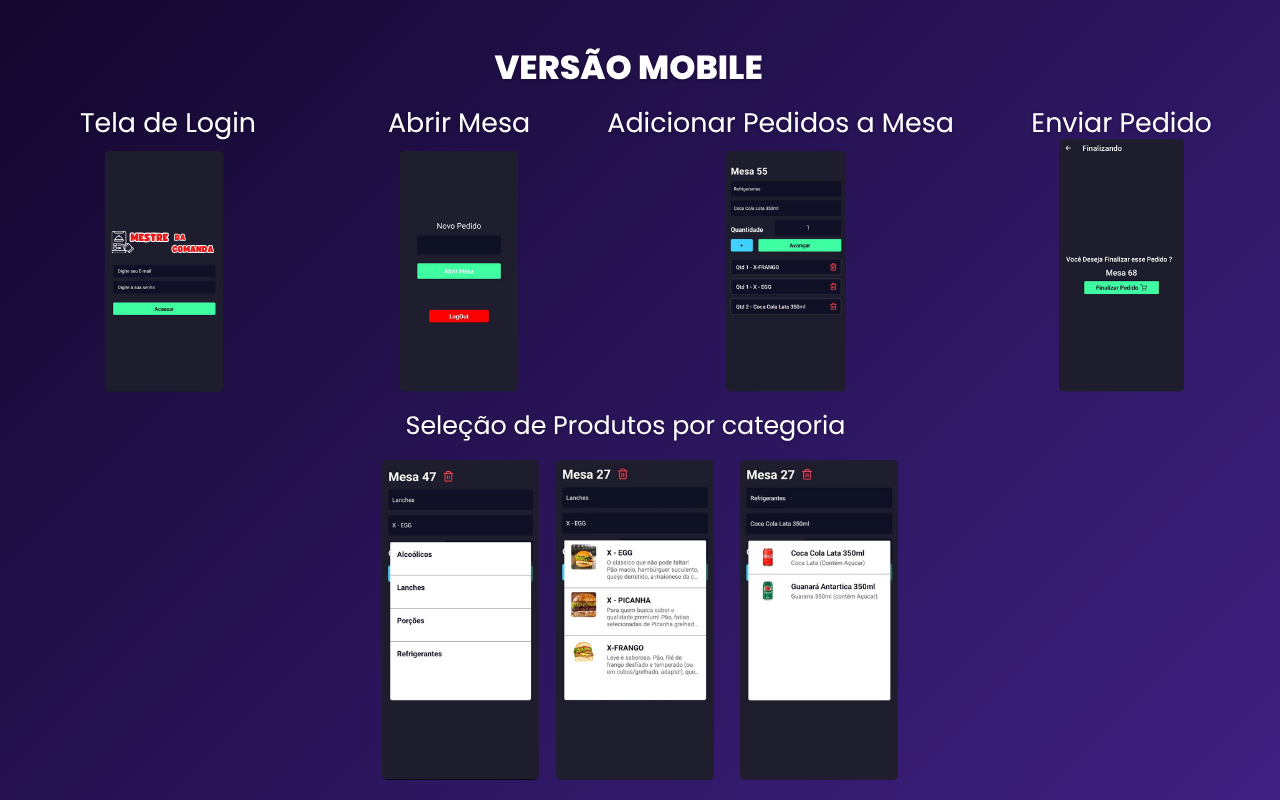 VERSÃO MOBILE
Tela de Login
Abrir Mesa
Adicionar Pedidos a Mesa
Enviar Pedido
MESTRE DA
COMANDA
Digite seu E-mail
Digite a sua senha
Acessar
Novo Pedido
Abrir Mesa
LogOut
Mesa 55
Refrigerantes
Coca Cola Lata 350ml
Quantidade
1
+
Avançar
Qtd 1 - X-FRANGO
Qtd 1 - X - EGG
Qtd 2 - Coca Cola Lata 350ml
Finalizando
Você Deseja Finalizar esse Pedido ?
Mesa 68
Finalizar Pedido
Seleção de Produtos por categoria
Mesa 47
Lanches
X - EGG
Alcoólicos
Lanches
Porções
Refrigerantes
Mesa 27
Lanches
X - EGG
X - EGG
O clássico que não pode faltar!
Pão macio, hambúrguer suculento,
queijo derretido, a maionese da c...
X - PICANHA
Para quem busca sabor e
qualidade premium! Pão, fatias
selecionadas de Picanha grelhad...
X-FRANGO
Leve e saboroso. Pão, filé de
frango desfiado e temperado (ou
em cubos/grelhado, adapte!), que...
Mesa 27
Refrigerantes
Coca Cola Lata 350ml
Coca Cola Lata 350ml
Coca Lata (Contém Açucar)
Guanará Antartica 350ml
Guarana 350ml (contém Açucar)